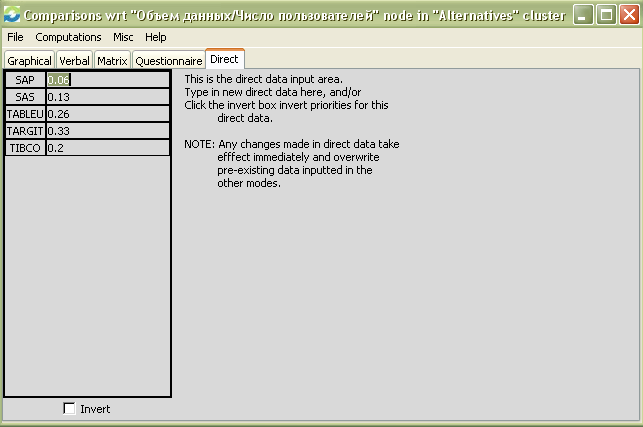 Comparisons wrt "Объем данных/Число пользователей" node in "Alternatives" cluster
File Computations Misc Help
Graphical Verbal Matrix Questionnaire Direct
SAP 0.06
SAS 0.13
TABLEU 0.26
TARGIT 0.33
TIBCO 0.2
This is the direct data input area.
Type in new direct data here, and/or
Click the invert box invert priorities for this
direct data.
NOTE: Any changes made in direct data take
efffect immediately and overwrite
pre-existing data inputted in the
other modes.
Invert